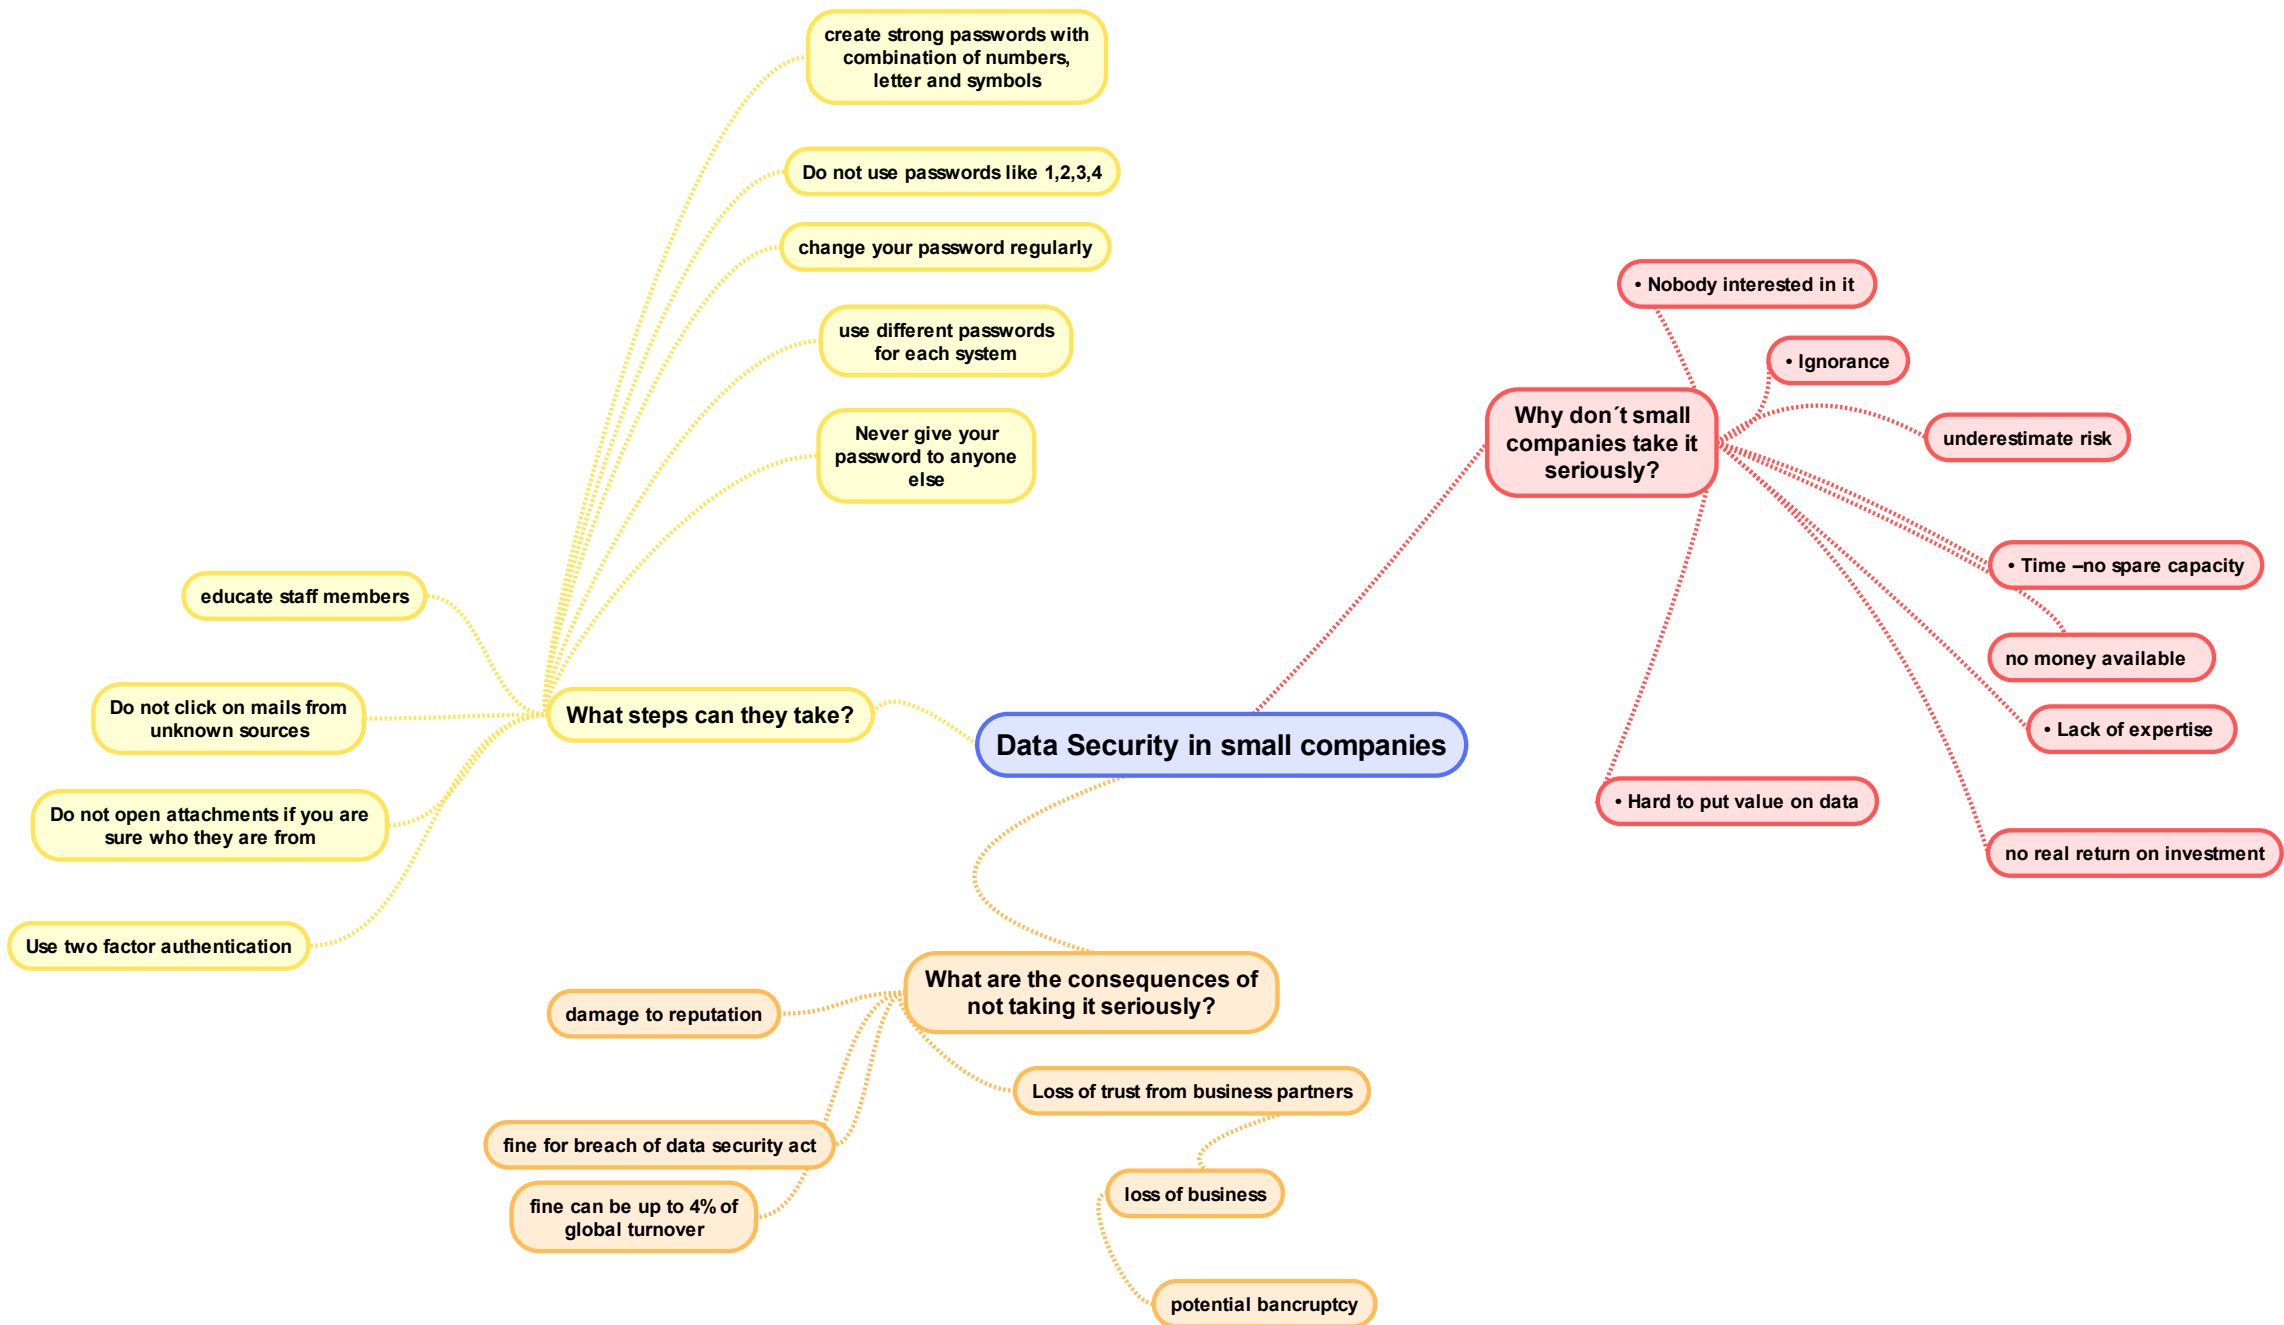 create strong passwords with
combination of numbers,
letter and symbols
Do not use passwords like 1,2,3,4
change your password regularly
use different passwords
for each system
Never give your
password to anyone
else
educate staff members
Do not click on mails from
unknown sources
Do not open attachments if you are
sure who they are from
Use two factor authentication
What steps can they take?
Data Security in small companies
• Nobody interested in it
• Ignorance
Why don´t small
companies take it
seriously?
underestimate risk
• Time –no spare capacity
no money available
• Lack of expertise
• Hard to put value on data
no real return on investment
What are the consequences of
not taking it seriously?
damage to reputation
Loss of trust from business partners
fine for breach of data security act
fine can be up to 4% of
global turnover
loss of business
potential bancruptcy